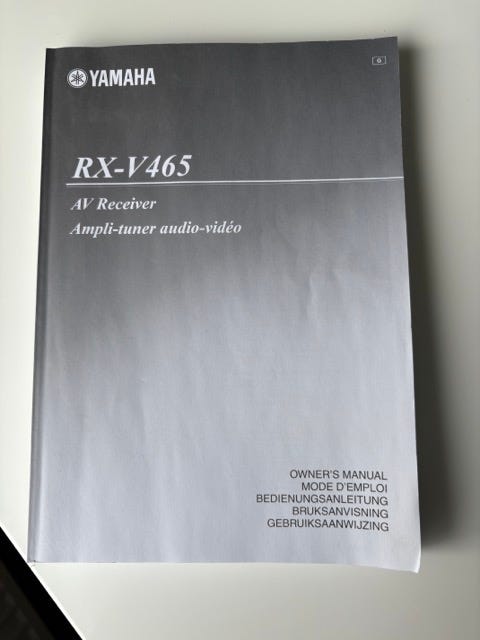 YAMAHA
G
RX-V465
AV Receiver
Ampli-tuner audio-vidéo
OWNER'S MANUAL
MODE D'EMPLOI
BEDIENUNGSANLEITUNG
BRUKSANVISNING
GEBRUIKSAANWIJZING